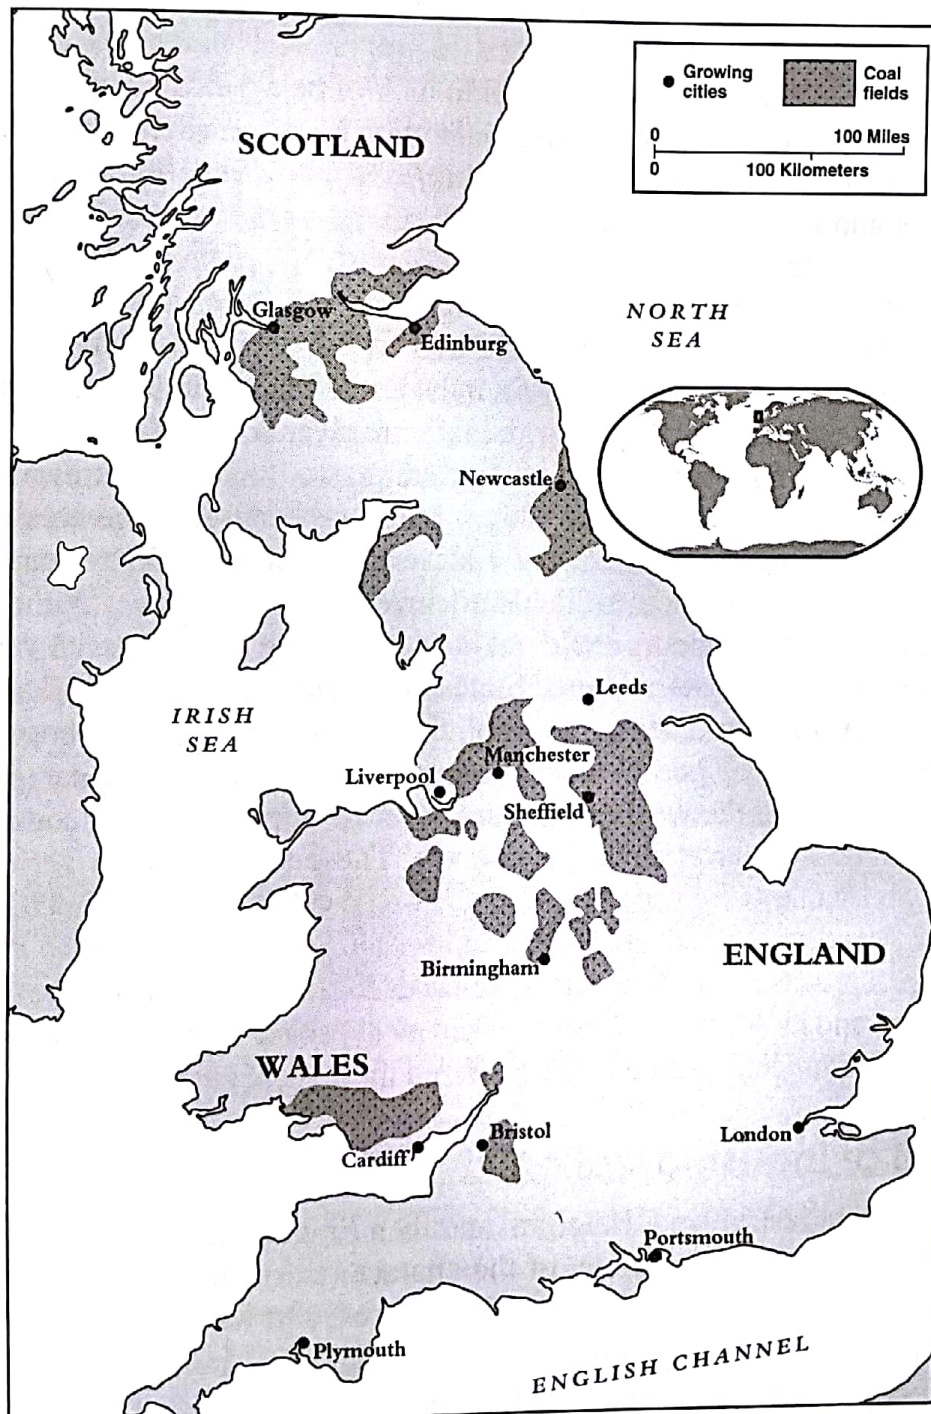 Growing
cities
Coal
fields
0 100 Miles
0 100 Kilometers
SCOTLAND
NORTH
SEA
Glasgow
Edinburg
Newcastle
Leeds
IRISH
SEA
Manchester
Liverpool
Sheffield
Birmingham
ENGLAND
WALES
Bristol
London
Cardiff
Portsmouth
Plymouth
ENGLISH CHANNEL